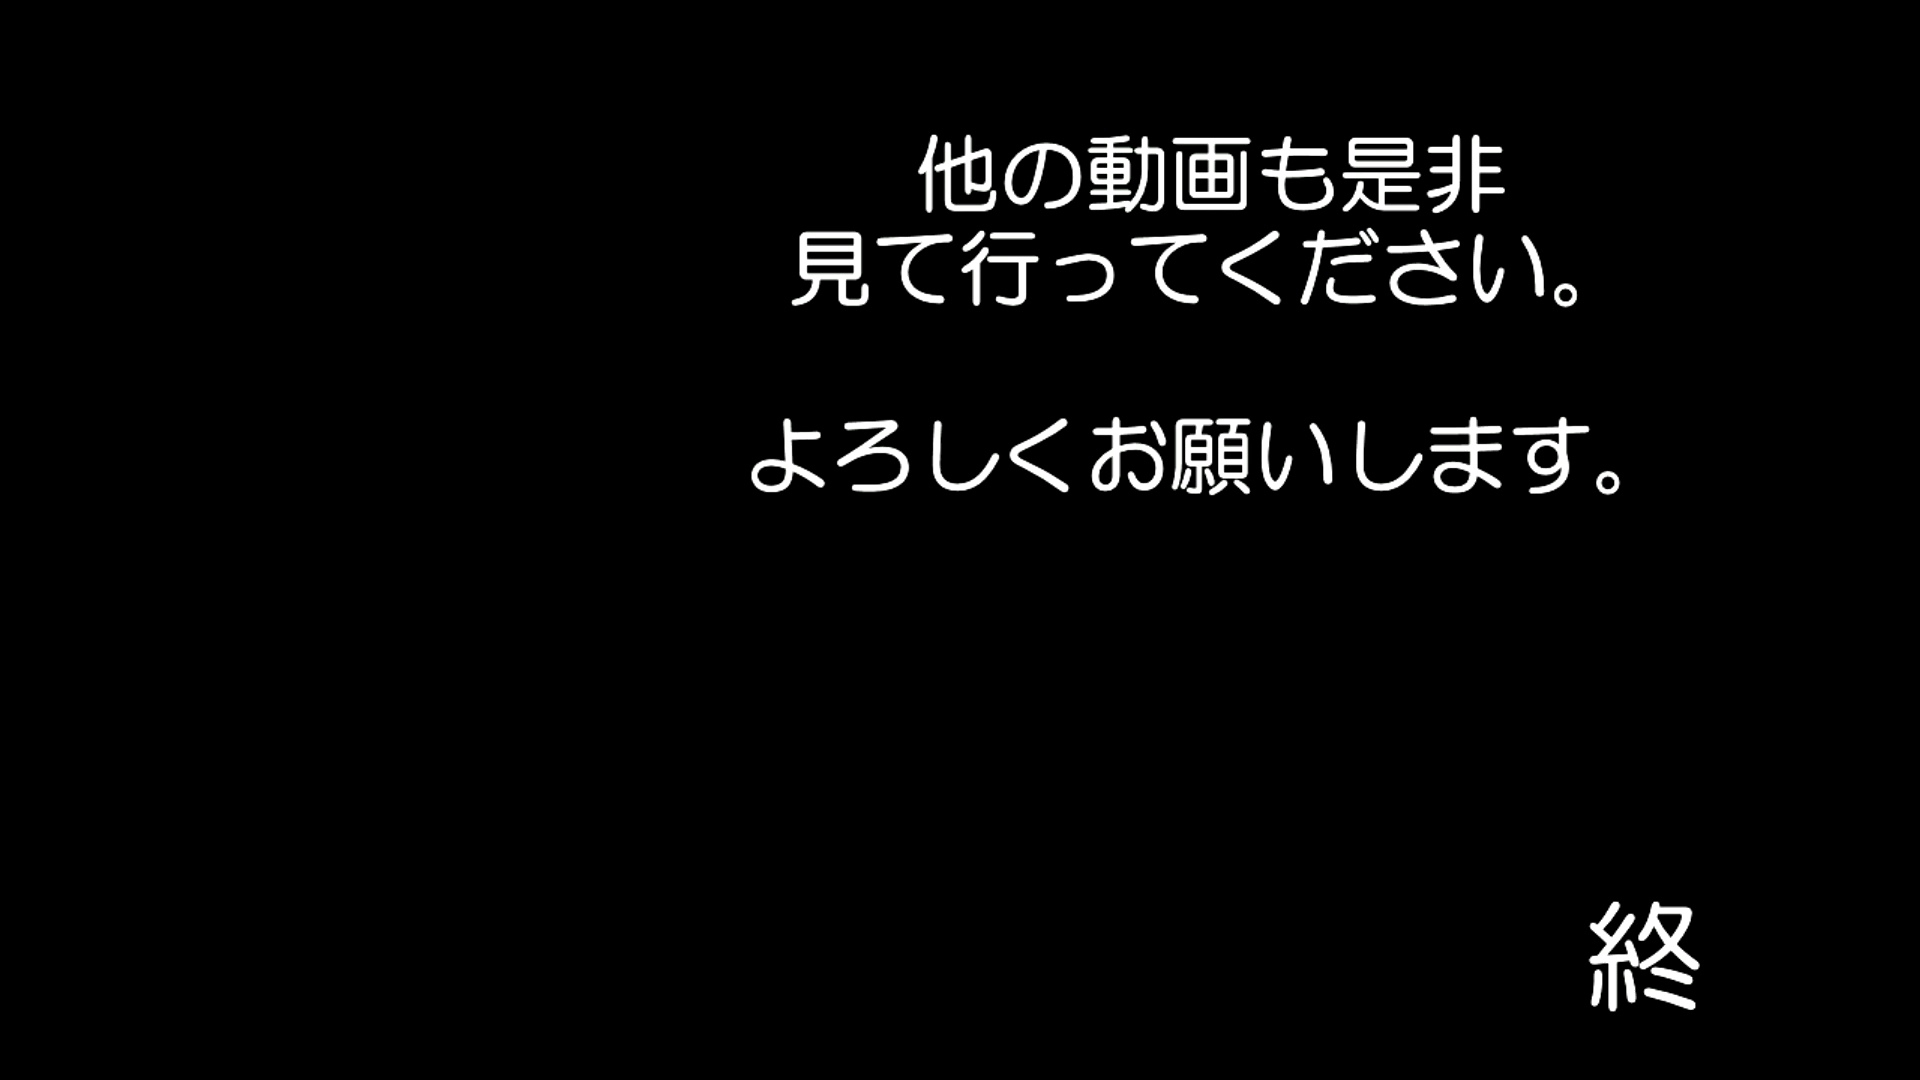 他の動画も是非
見て行ってください。
よろしくお願いします。
終